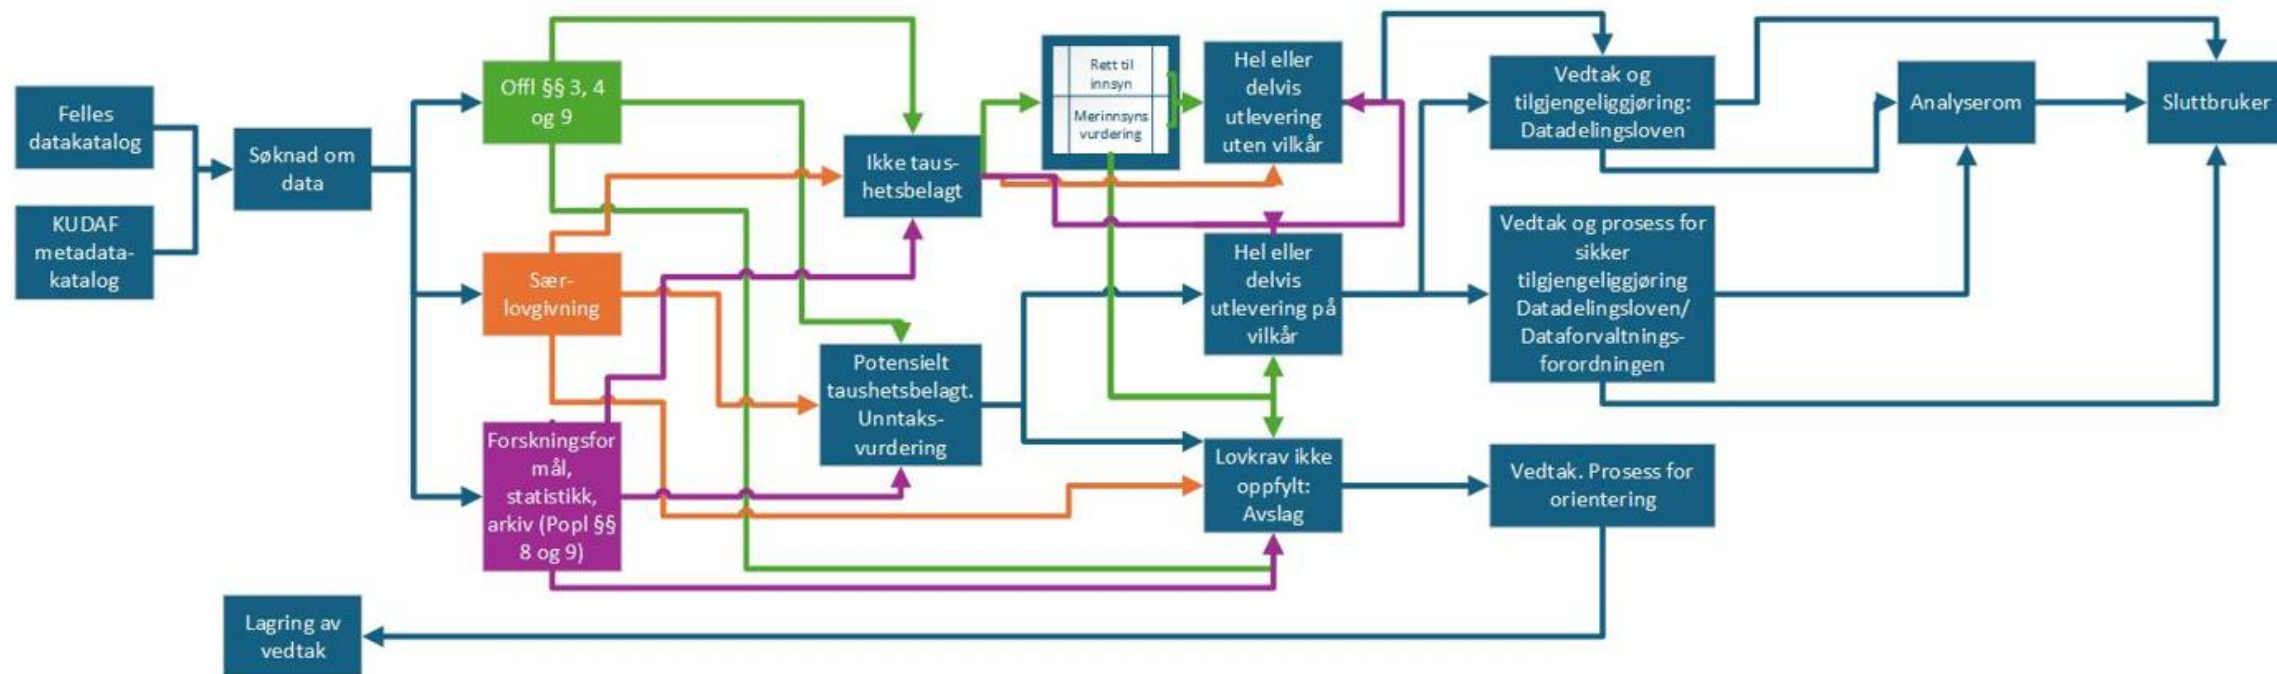 Felles
datakatalog
KUDAF
metadata-
katalog
Søknad om
data
Offl §§ 3, 4
og 9
Sær-
lovgivning
Forskningsfor
mål,
statistikk,
arkiv (Popl §§
8 og 9)
Ikke taus-
hetsbelagt
Potensielt
taushetsbelagt.
Unntaks-
vurdering
Rett til
innsyn
Merinnsyns
vurdering
Hel eller
delvis
utlevering
uten vilkår
Hel eller
delvis
utlevering på
vilkår
Lovkrav ikke
oppfylt:
Avslag
Vedtak og
tilgjengeliggjøring:
Datadelingsloven
Vedtak og prosess for
sikker
tilgjengeliggjøring
Datadelingsloven/
Dataforvaltnings-
forordningen
Vedtak. Prosess for
orientering
Analyserom
Sluttbruker
Lagring av
vedtak